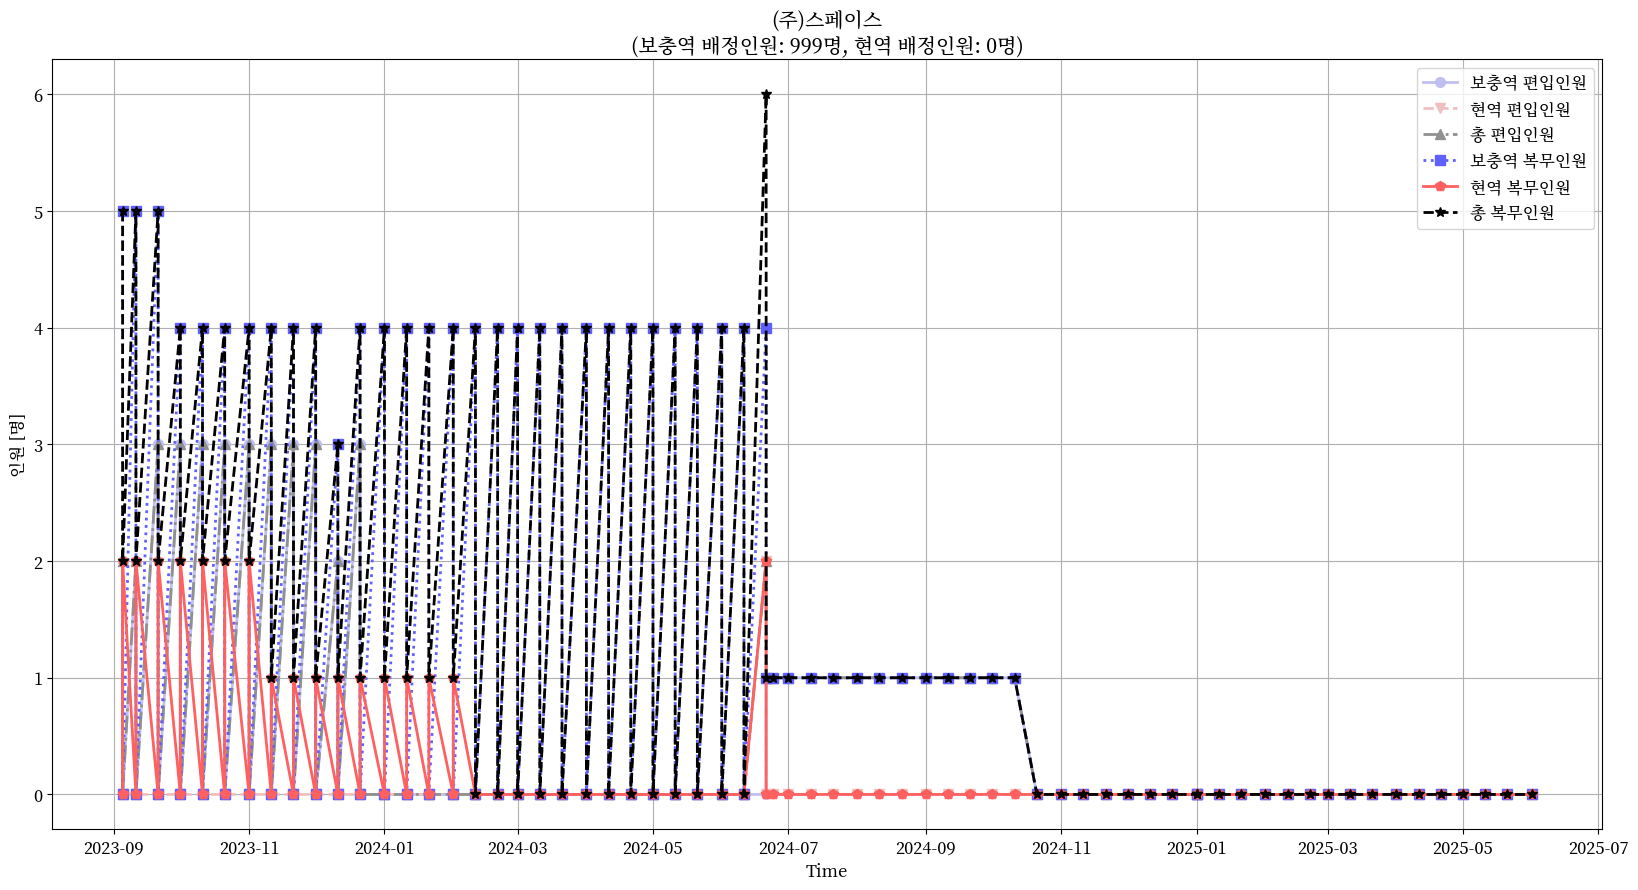 (주)스페이스
(보충역 배정인원: 999명, 현역 배정인원: 0명)
보충역 편입인원
현역 편입인원
총 편입인원
보충역 복무인원
현역 복무인원
총 복무인원
인원 [명]
6
5
4
3
2
1
0
2023-09
2023-11
2024-01
2024-03
2024-05
2024-07
2024-09
2024-11
2025-01
2025-03
2025-05
2025-07
Time